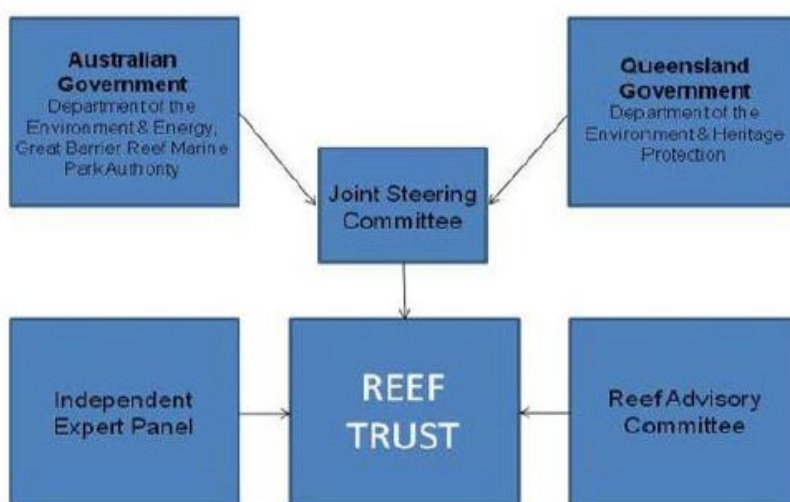 Australian
Government
Department of the
Environment & Energy,
Great Barrier Reef Marine
Park Authority
Queensland
Government
Department of the
Environment & Heritage
Protection
Joint Steering
Committee
Independent
Expert Panel
REEF
TRUST
Reef Advisory
Committee